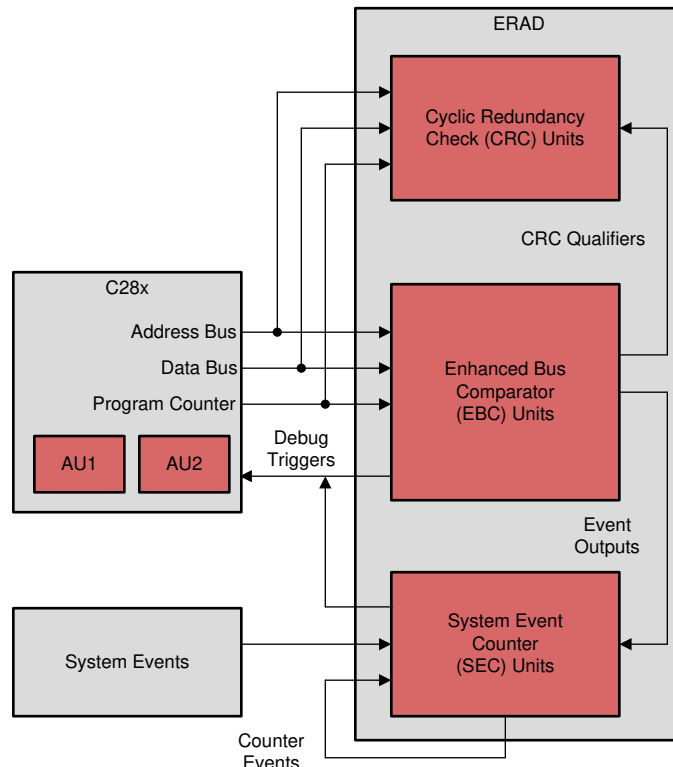 ERAD
Cyclic Redundancy
Check (CRC) Units
CRC Qualifiers
C28x
Address Bus
Data Bus
Program Counter
AU1
AU2
Enhanced Bus
Comparator
(EBC) Units
Debug
Triggers
Event
Outputs
System Events
System Event
Counter
(SEC) Units
Counter
Events